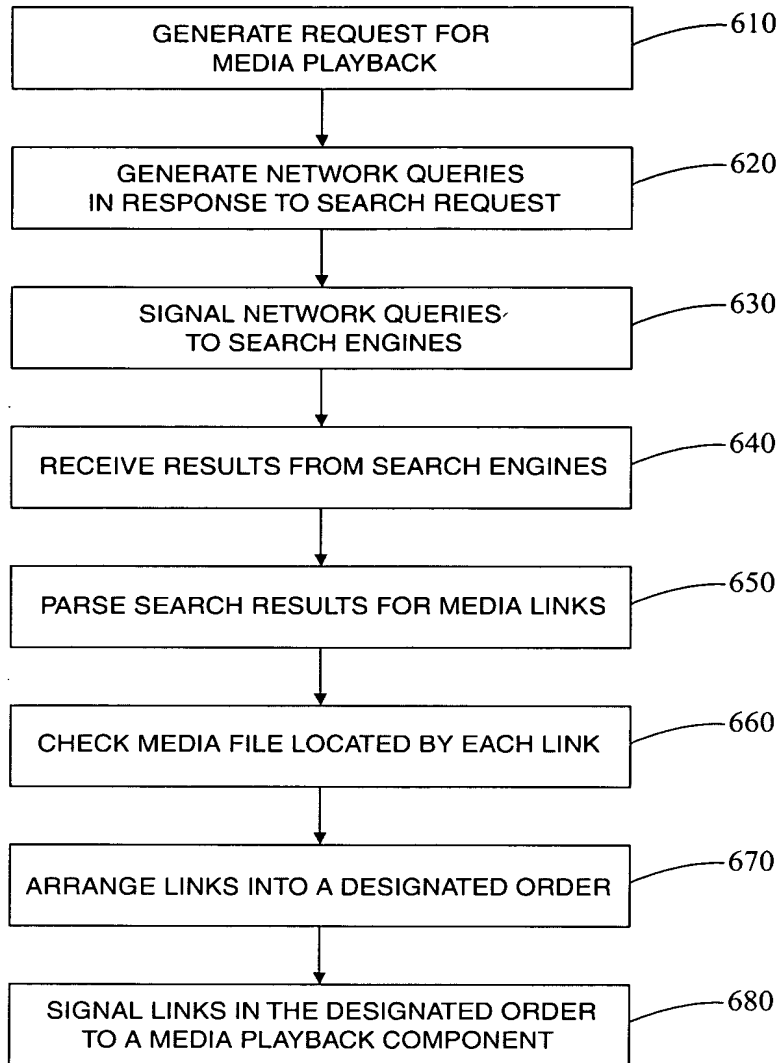 GENERATE REQUEST FOR
MEDIA PLAYBACK
610
GENERATE NETWORK QUERIES
IN RESPONSE TO SEARCH REQUEST
620
SIGNAL NETWORK QUERIES
TO SEARCH ENGINES
630
RECEIVE RESULTS FROM SEARCH ENGINES
640
PARSE SEARCH RESULTS FOR MEDIA LINKS
650
CHECK MEDIA FILE LOCATED BY EACH LINK
660
ARRANGE LINKS INTO A DESIGNATED ORDER
670
SIGNAL LINKS IN THE DESIGNATED ORDER
TO A MEDIA PLAYBACK COMPONENT
680